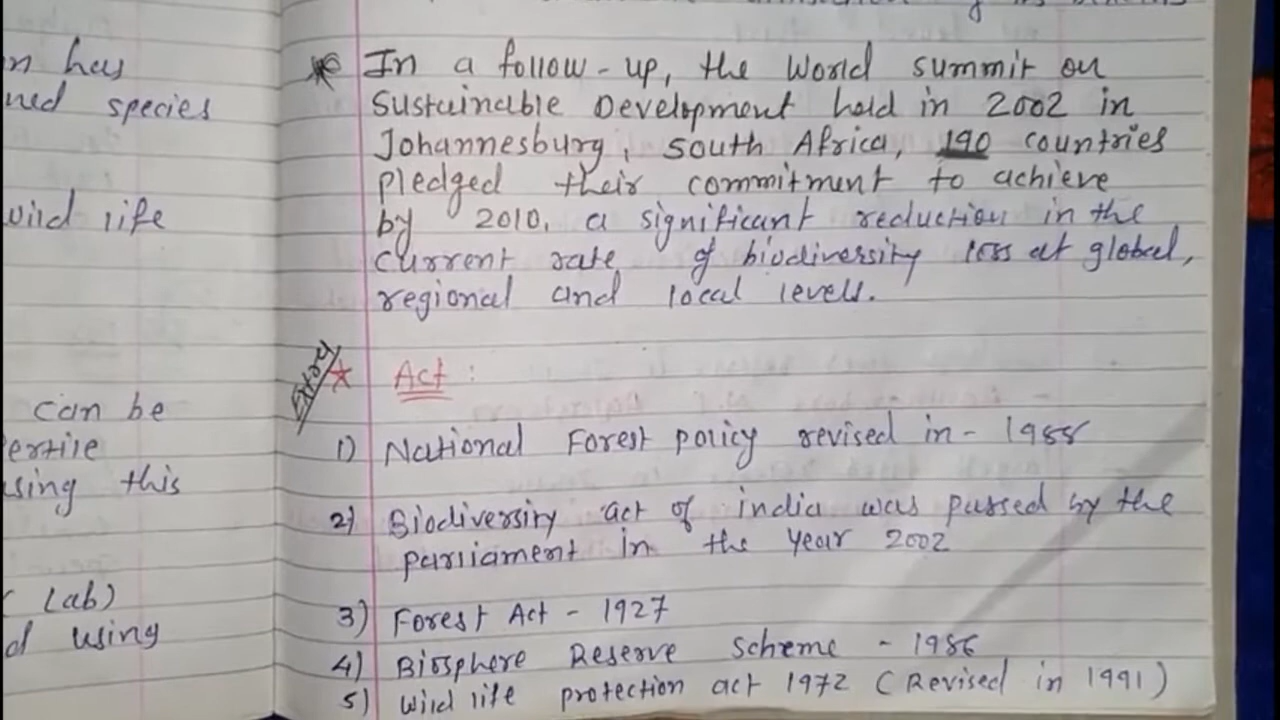 n has
ned species
wild life
can be
ertile
using this
Lab)
d using
In a follow-up, the World summit on
Sustainable Development held in 2002 in
Johannesburg, South Africa, 190 countries
pledged their commitment to achieve
by 2010, a significant reduction in the
current rate of biodiversity loss at global,
regional and local levels.
Extra
Act :
1) National Forest policy revised in - 1988
2) Biodiversity act of india was passed by the
parliament in the year 2002
3) Forest Act - 1927
4) Biosphere Reserve Scheme - 1986
5) Wild life protection act 1972 (Revised in 1991)